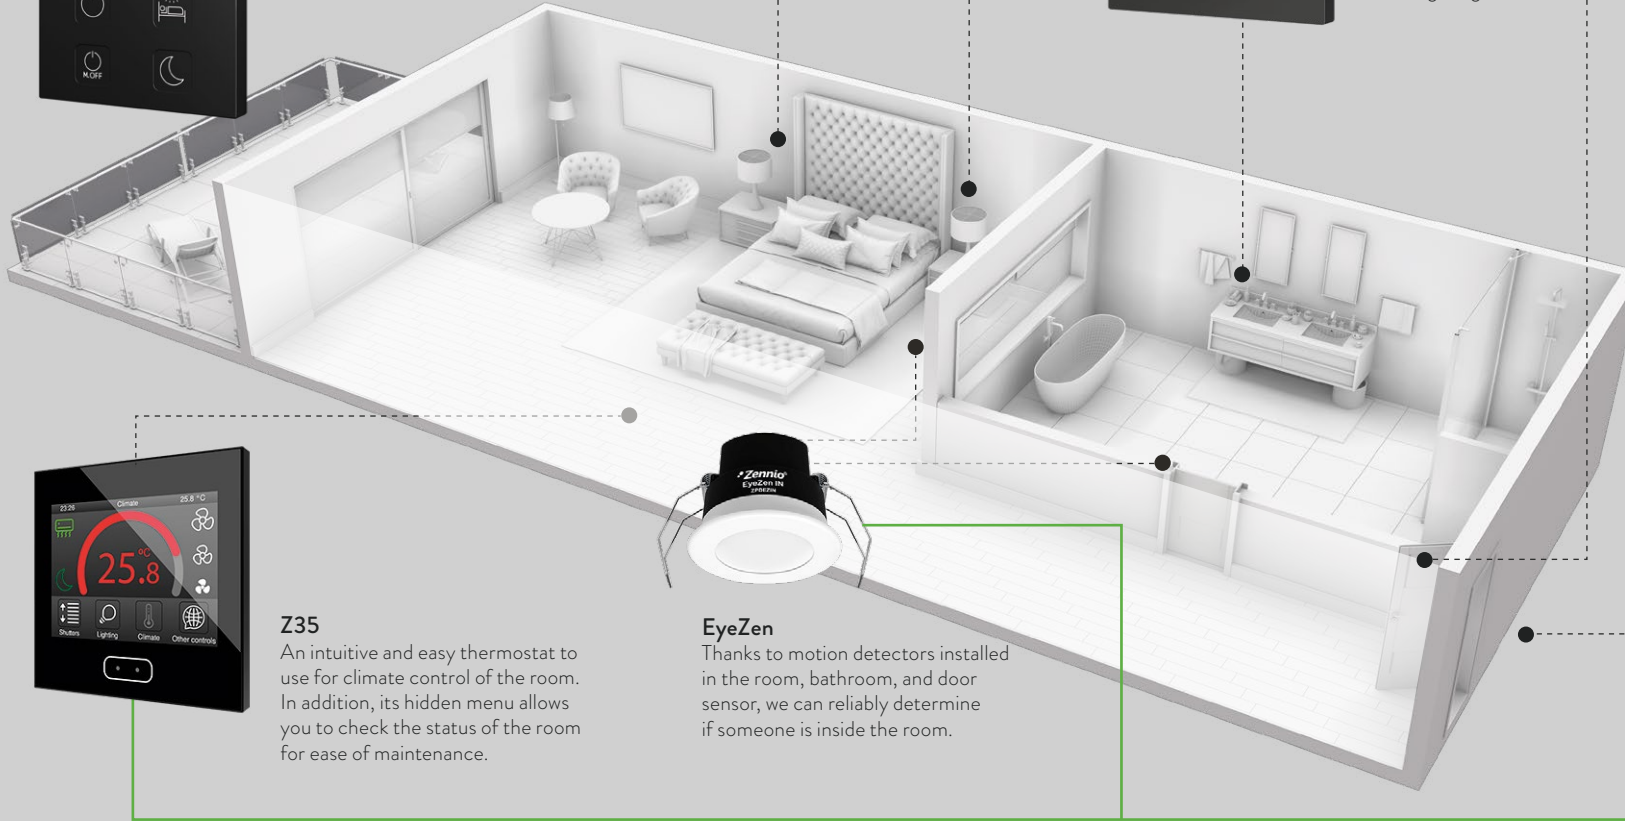 M.OFF
23:26
Climate
25.8 °C
25.8
°C
Shutters
Lighting
Climate
Other controls
Zennio
EyeZen IN
ZPDEZIN
Z35
An intuitive and easy thermostat to
use for climate control of the room.
In addition, its hidden menu allows
you to check the status of the room
for ease of maintenance.
EyeZen
Thanks to motion detectors installed
in the room, bathroom, and door
sensor, we can reliably determine
if someone is inside the room.